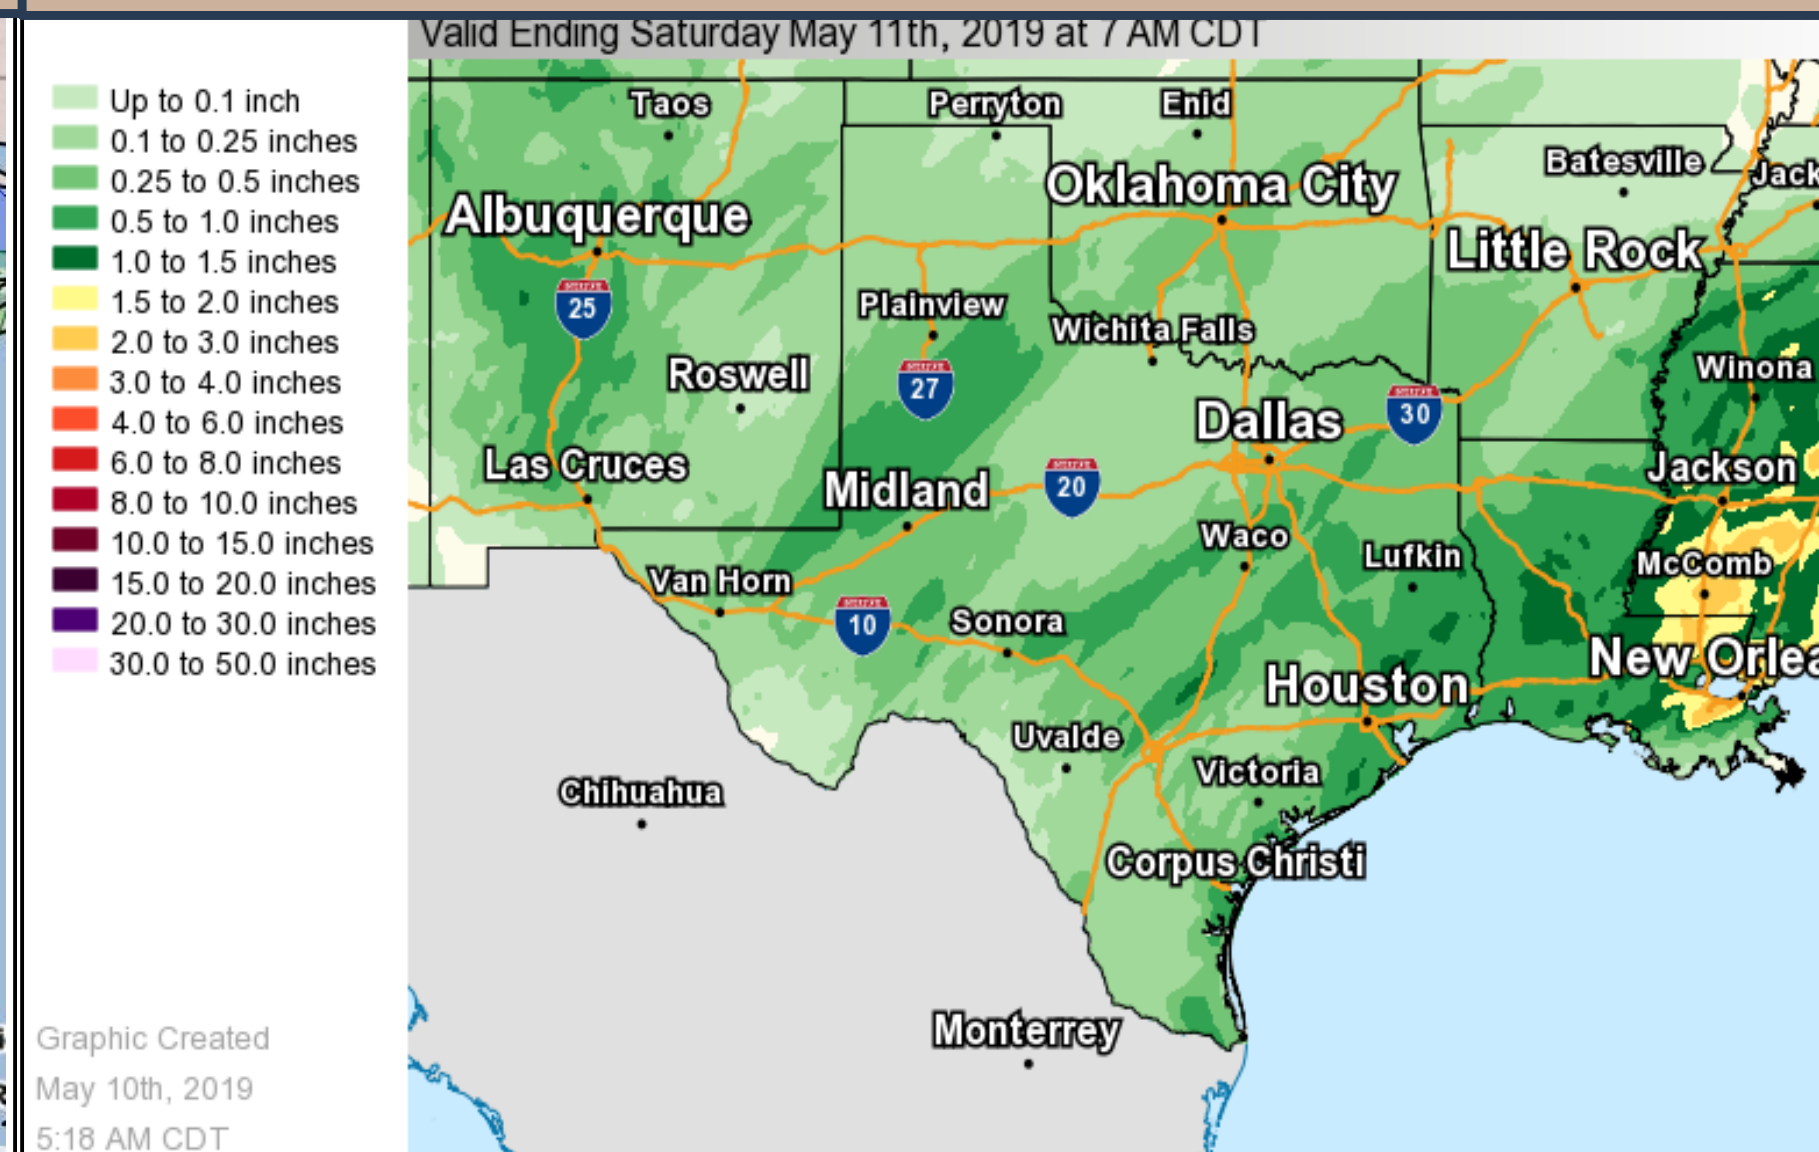 Valid Ending Saturday May 11th, 2019 at 7 AM CDT
Up to 0.1 inch
0.1 to 0.25 inches
0.25 to 0.5 inches
0.5 to 1.0 inches
1.0 to 1.5 inches
1.5 to 2.0 inches
2.0 to 3.0 inches
3.0 to 4.0 inches
4.0 to 6.0 inches
6.0 to 8.0 inches
8.0 to 10.0 inches
10.0 to 15.0 inches
15.0 to 20.0 inches
20.0 to 30.0 inches
30.0 to 50.0 inches
Graphic Created
May 10th, 2019
5:18 AM CDT
Taos
Perryton
Enid
Batesville
Jack
Oklahoma City
Albuquerque
Little Rock
25
Plainview
Wichita Falls
Winona
Roswell
27
30
Dallas
Las Cruces
Jackson
Midland
20
Waco
Lufkin
McComb
Van Horn
10
Sonora
New Orlea
Houston
Uvalde
Victoria
Chihuahua
Corpus Christi
Monterrey